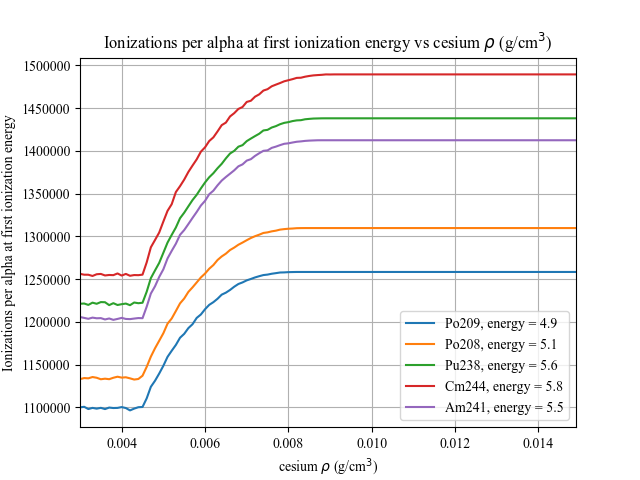 Ionizations per alpha at first ionization energy vs cesium ρ (g/cm³)
Ionizations per alpha at first ionization energy
1500000
1450000
1400000
1350000
1300000
1250000
1200000
1150000
1100000
Po209, energy = 4.9
Po208, energy = 5.1
Pu238, energy = 5.6
Cm244, energy = 5.8
Am241, energy = 5.5
0.004 0.006 0.008 0.010 0.012 0.014
cesium ρ (g/cm³)